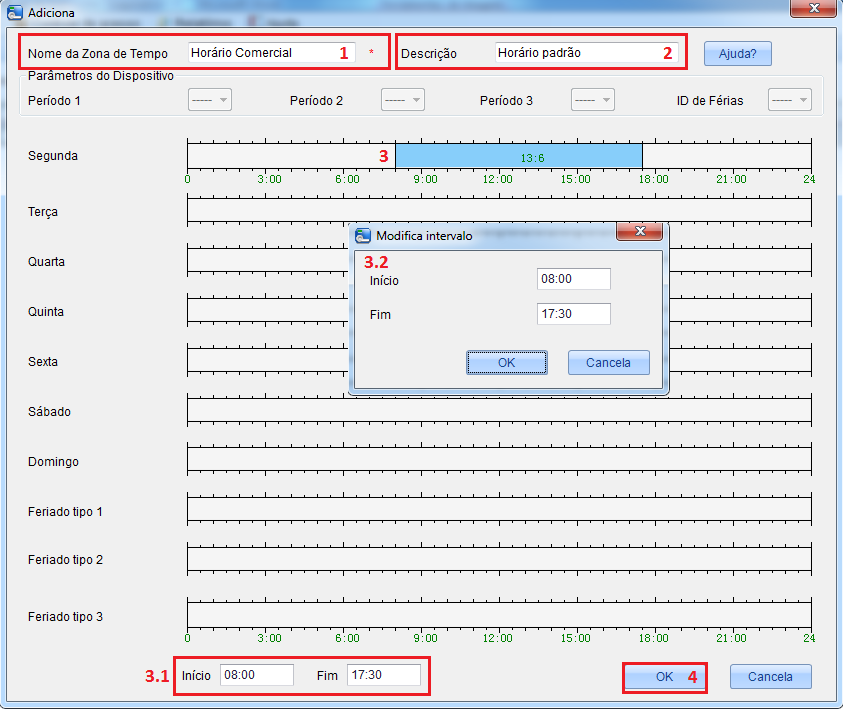 Adiciona
Nome da Zona de Tempo Horário Comercial 1 * Descrição Horário padrão 2 Ajuda?
Parâmetros do Dispositivo
Período 1 ----- Período 2 ----- Período 3 ----- ID de Férias -----
Segunda 3 13:6
0 3:00 6:00 9:00 12:00 15:00 18:00 21:00 24
Terça
Modifica intervalo
Quarta
3.2
Início 08:00
Quinta
Fim 17:30
Sexta
OK Cancela
Sábado
Domingo
Feriado tipo 1
Feriado tipo 2
Feriado tipo 3
0 3:00 6:00 9:00 12:00 15:00 18:00 21:00 24
3.1 Início 08:00 Fim 17:30 OK 4 Cancela